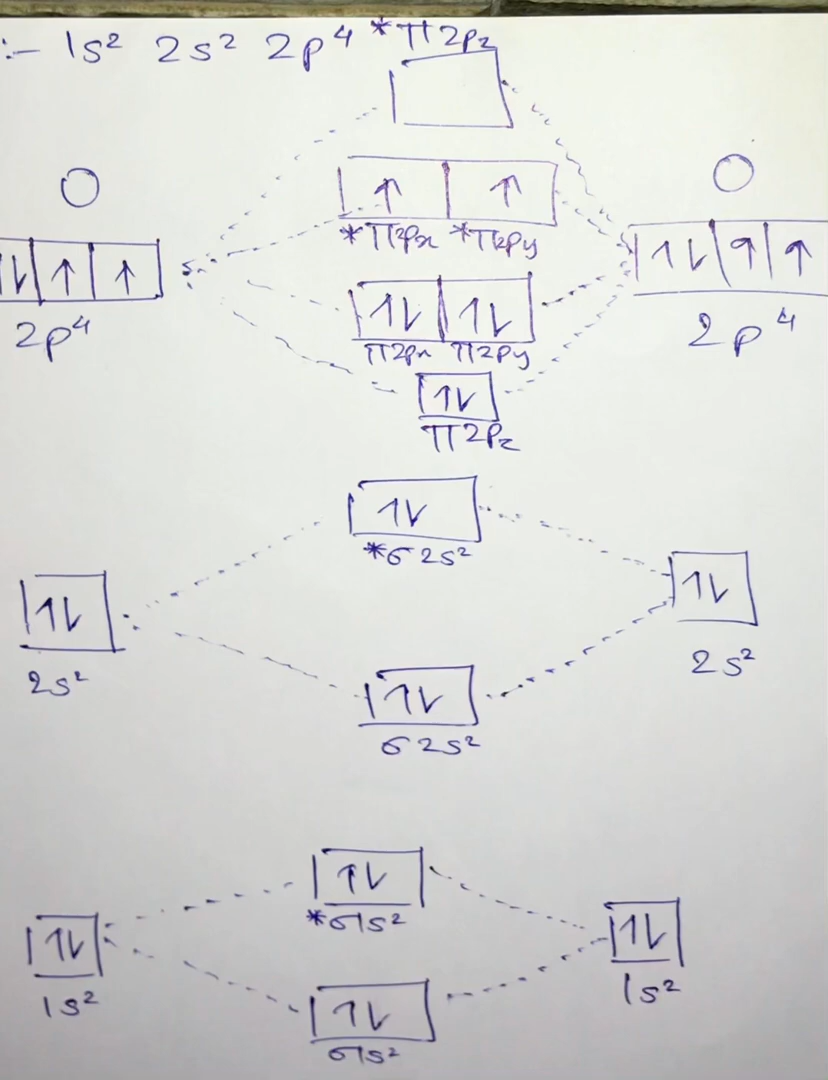 :- 1s² 2s² 2p⁴ *π2pz
O O
↑ ↑
*π2px *π2py
↑↓ ↑ ↑
↑↓ ↑ ↑
2p⁴ 2p⁴
↑↓ ↑↓
π2px π2py
↑↓
π2pz
↑↓
*σ2s²
↑↓ ↑↓
2s² 2s²
↑↓
σ2s²
↑↓
*σ1s²
↑↓ ↑↓
1s² 1s²
↑↓
σ1s²